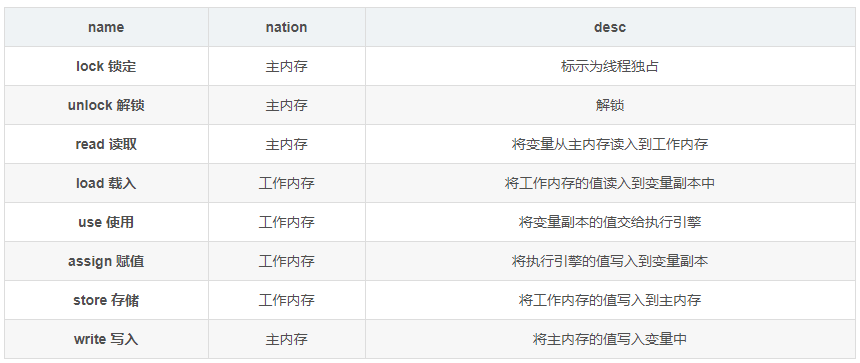 name nation desc
lock 锁定 主内存 标示为线程独占
unlock 解锁 主内存 解锁
read 读取 主内存 将变量从主内存读入到工作内存
load 载入 工作内存 将工作内存的值读入到变量副本中
use 使用 工作内存 将变量副本的值交给执行引擎
assign 赋值 工作内存 将执行引擎的值写入到变量副本
store 存储 工作内存 将工作内存的值写入到主内存
write 写入 主内存 将主内存的值写入变量中